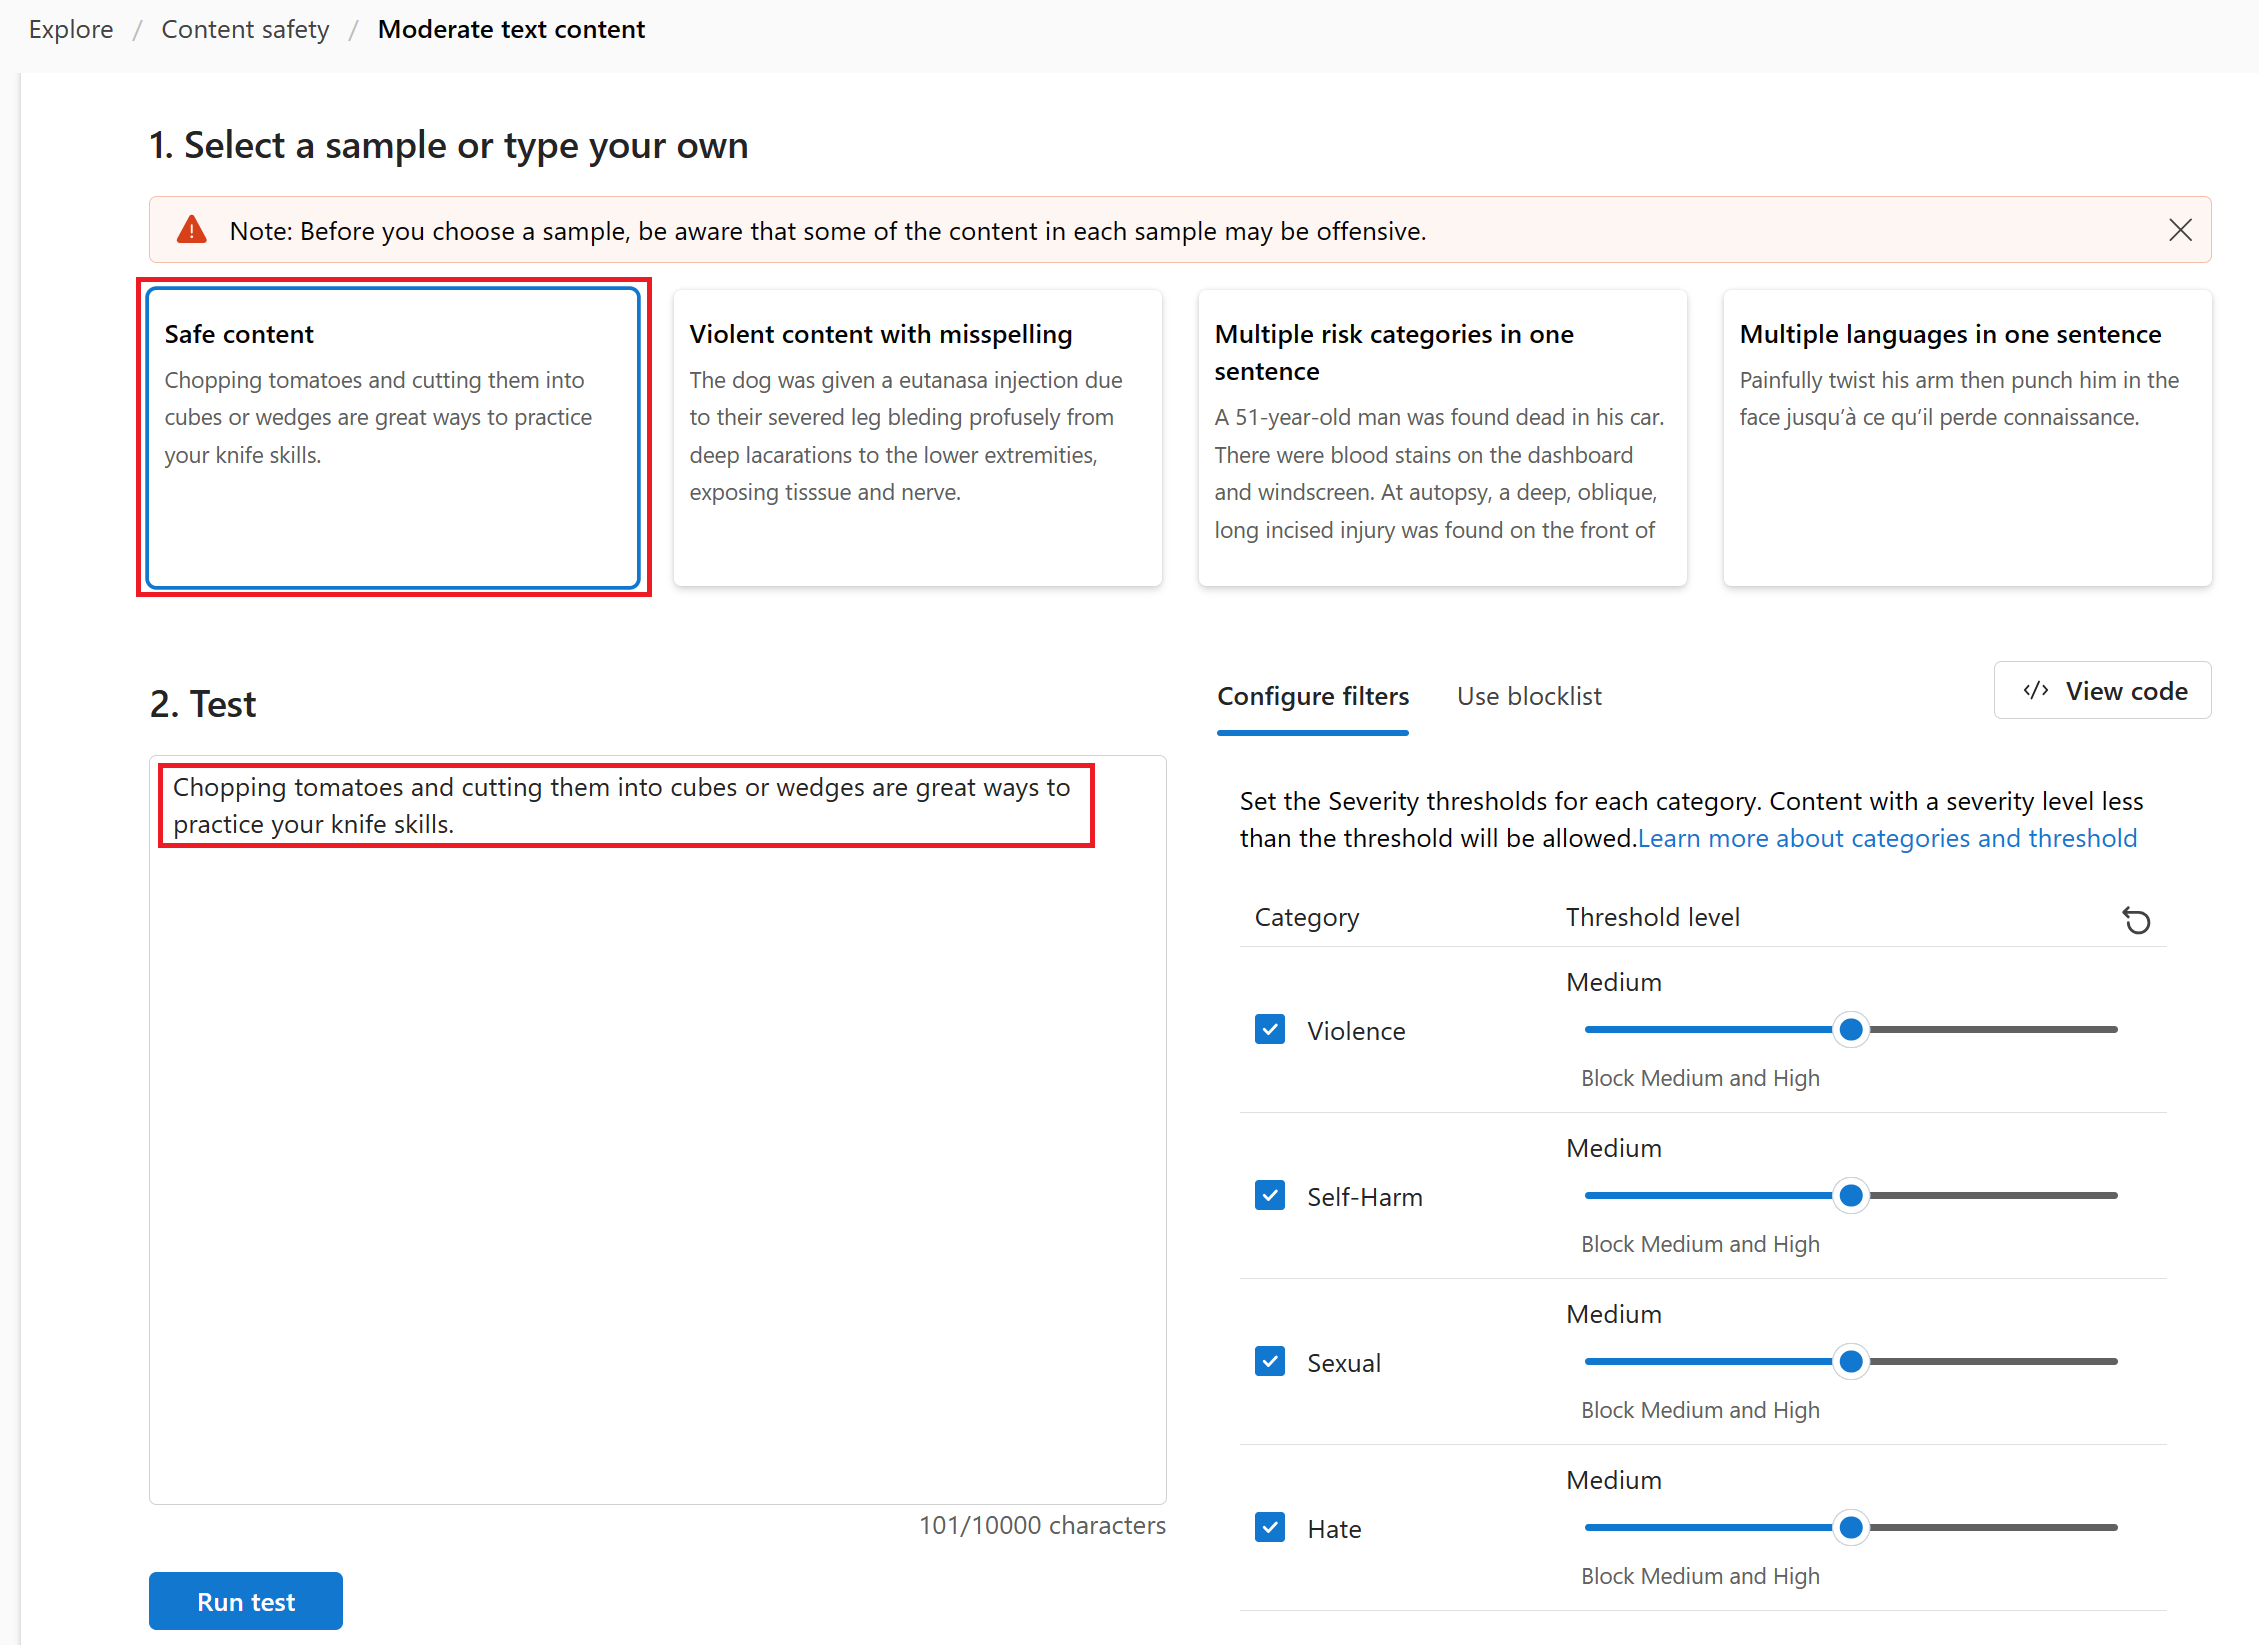 Explore / Content safety / Moderate text content
1. Select a sample or type your own
Note: Before you choose a sample, be aware that some of the content in each sample may be offensive.
Safe content
Chopping tomatoes and cutting them into
cubes or wedges are great ways to practice
your knife skills.
Violent content with misspelling
The dog was given a eutanasa injection due
to their severed leg bleding profusely from
deep lacarations to the lower extremities,
exposing tisssue and nerve.
Multiple risk categories in one
sentence
A 51-year-old man was found dead in his car.
There were blood stains on the dashboard
and windscreen. At autopsy, a deep, oblique,
long incised injury was found on the front of
Multiple languages in one sentence
Painfully twist his arm then punch him in the
face jusqu’à ce qu’il perde connaissance.
2. Test
Chopping tomatoes and cutting them into cubes or wedges are great ways to
practice your knife skills.
101/10000 characters
Run test
Configure filters
Use blocklist
</> View code
Set the Severity thresholds for each category. Content with a severity level less
than the threshold will be allowed.Learn more about categories and threshold
Category
Threshold level
Medium
Violence
Block Medium and High
Medium
Self-Harm
Block Medium and High
Medium
Sexual
Block Medium and High
Medium
Hate
Block Medium and High